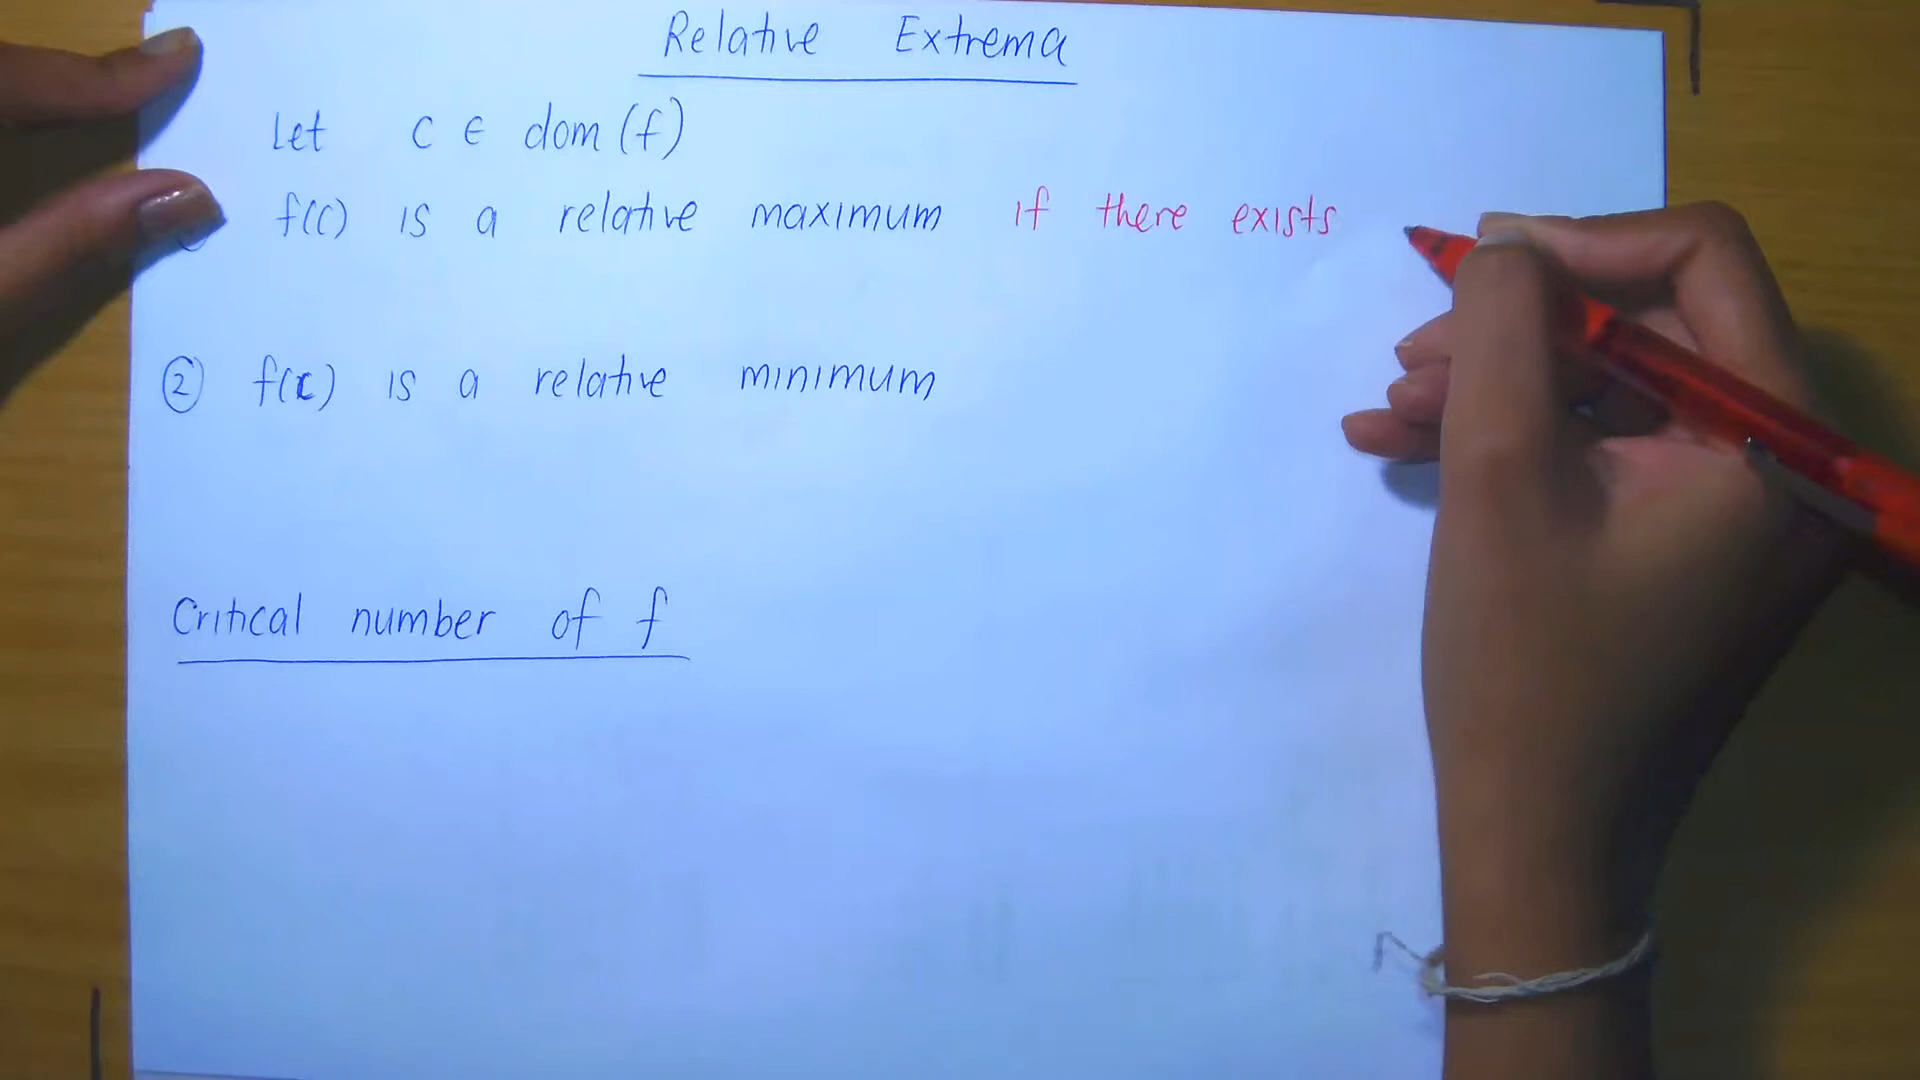 Relative Extrema
Let c ∈ dom (f)
f(c) is a relative maximum if there exists
② f(c) is a relative minimum
Critical number of f